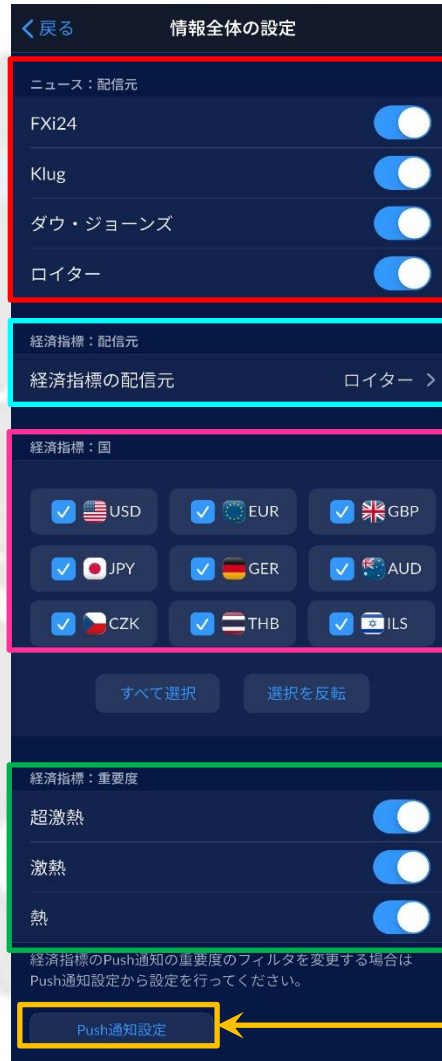 戻る
情報全体の設定
ニュース：配信元
FXi24
Klug
ダウ・ジョーンズ
ロイター
経済指標：配信元
経済指標の配信元 ロイター
経済指標：国
USD EUR GBP
JPY GER AUD
CZK THB ILS
すべて選択 選択を反転
経済指標：重要度
超激熱
激熱
熱
経済指標のPush通知の重要度のフィルタを変更する場合は
Push通知設定から設定を行ってください。
Push通知設定